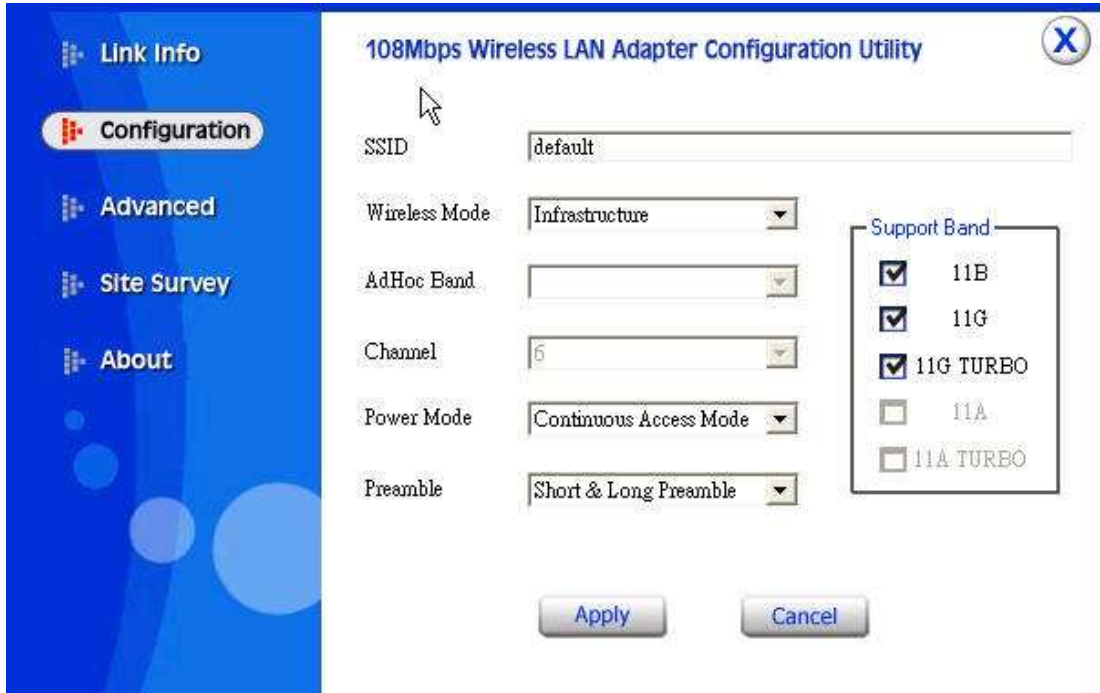 Link Info
Configuration
Advanced
Site Survey
About
108Mbps Wireless LAN Adapter Configuration Utility
X
SSID
default
Wireless Mode
Infrastructure
AdHoc Band
Channel
6
Power Mode
Continuous Access Mode
Preamble
Short & Long Preamble
Support Band
11B
11G
11G TURBO
11A
11A TURBO
Apply
Cancel